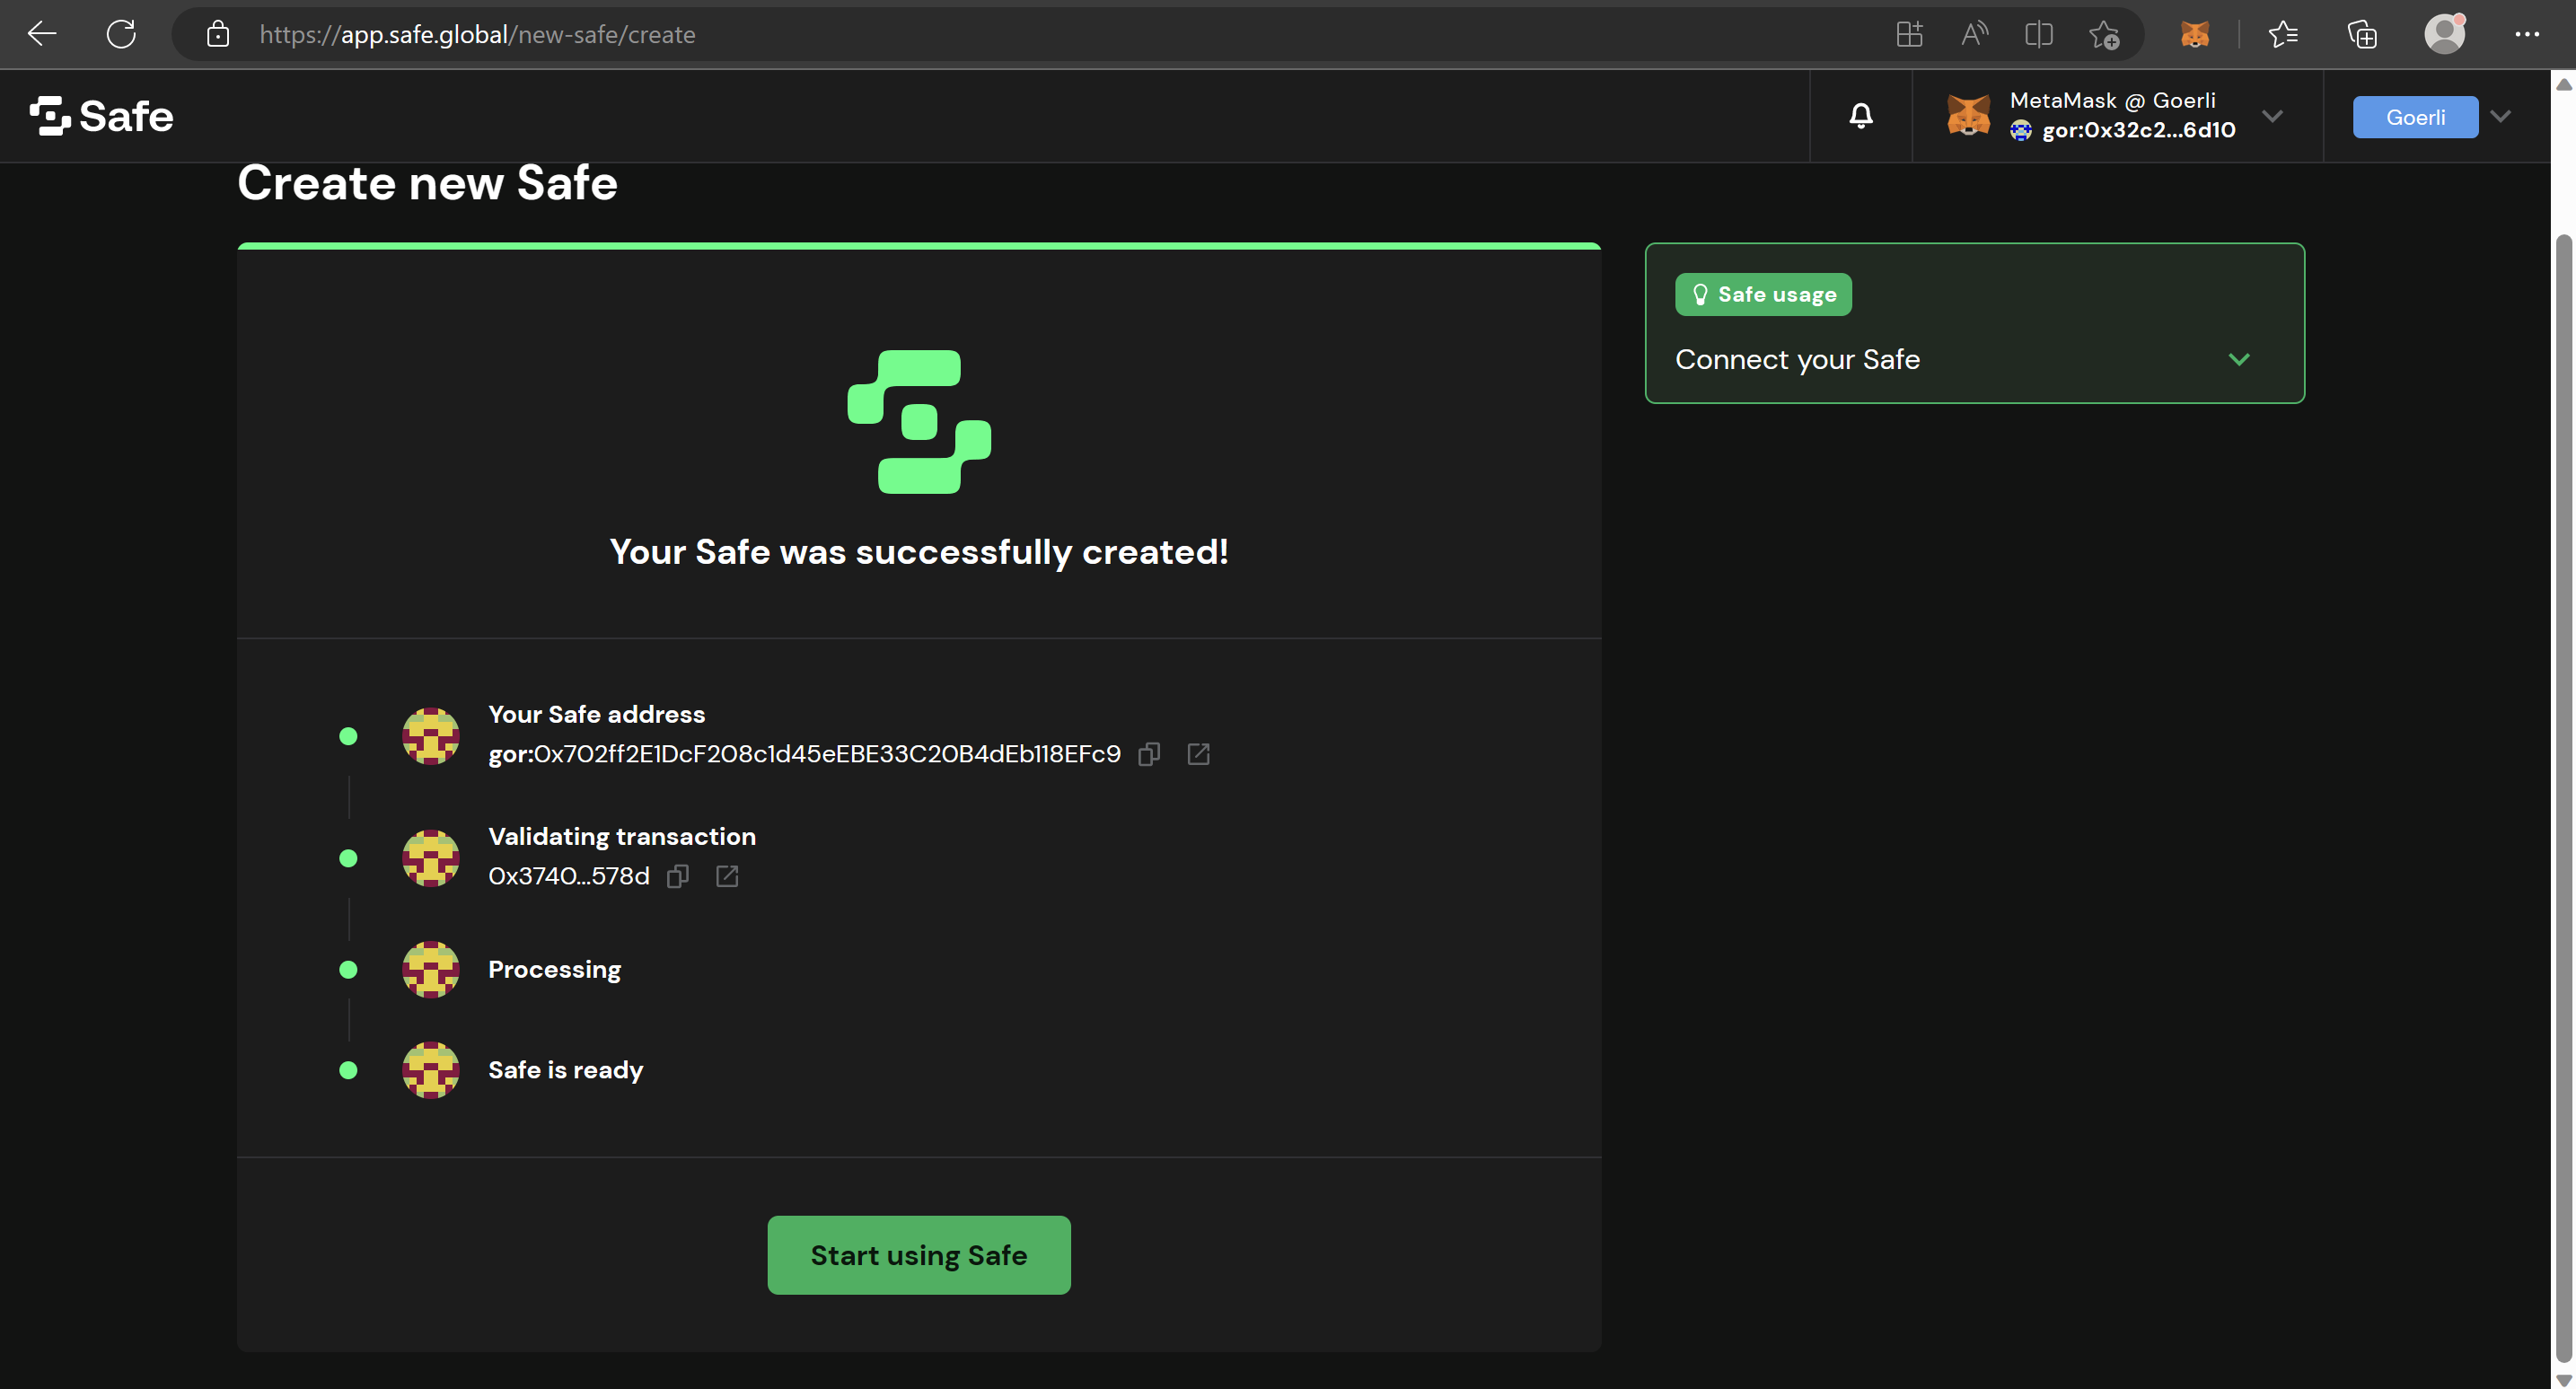 https://app.safe.global/new-safe/create
Safe
MetaMask @ Goerli
gor:0x32c2...6d10
Goerli
Create new Safe
Safe usage
Connect your Safe
Your Safe was successfully created!
Your Safe address
gor:0x702ff2E1DcF208c1d45eEBE33C20B4dEb118EFc9
Validating transaction
0x3740...578d
Processing
Safe is ready
Start using Safe